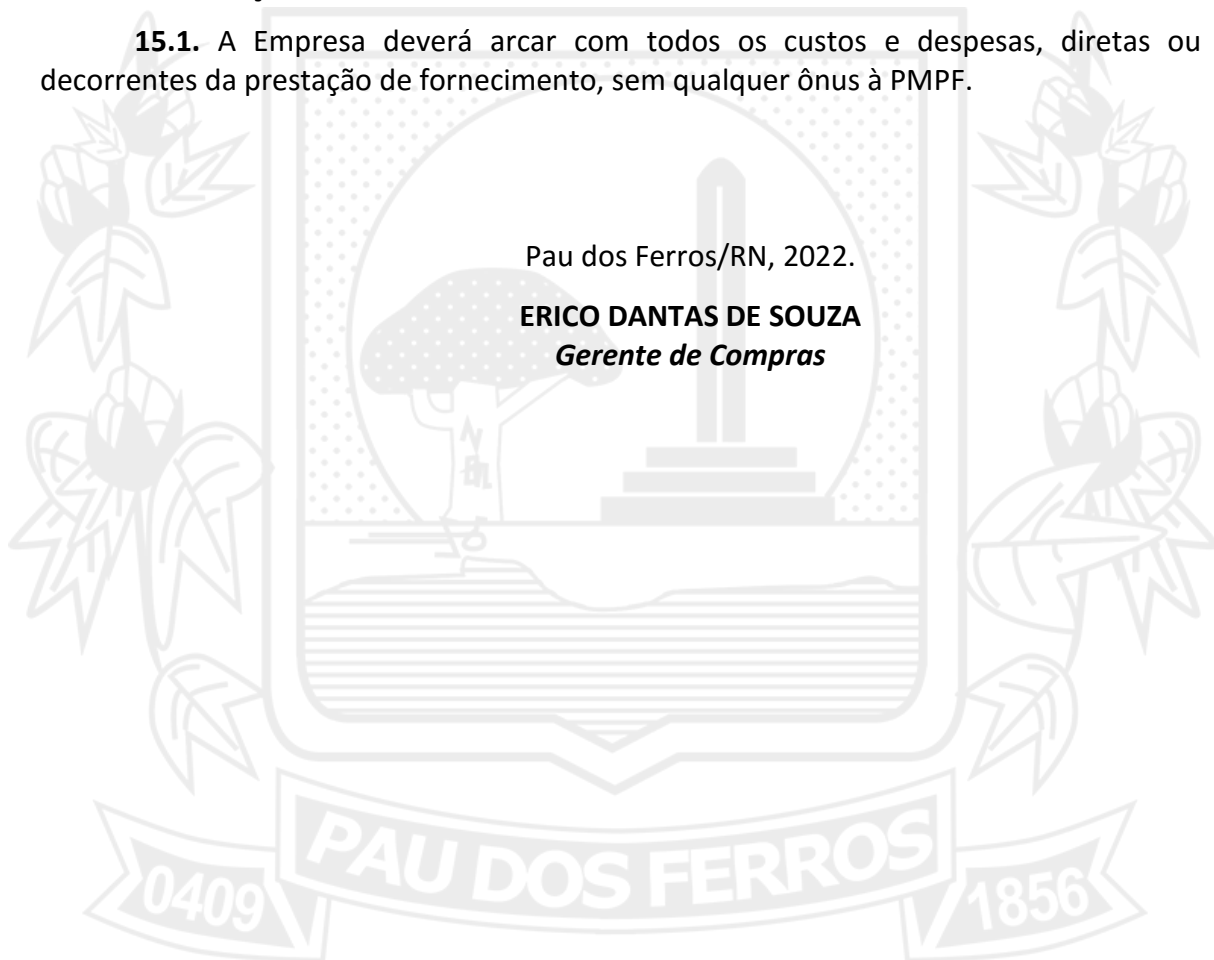 15.1. A Empresa deverá arcar com todos os custos e despesas, diretas ou
decorrentes da prestação de fornecimento, sem qualquer ônus à PMPF.
Pau dos Ferros/RN, 2022.
ERICO DANTAS DE SOUZA
Gerente de Compras
PAU DOS FERROS
0409
1856